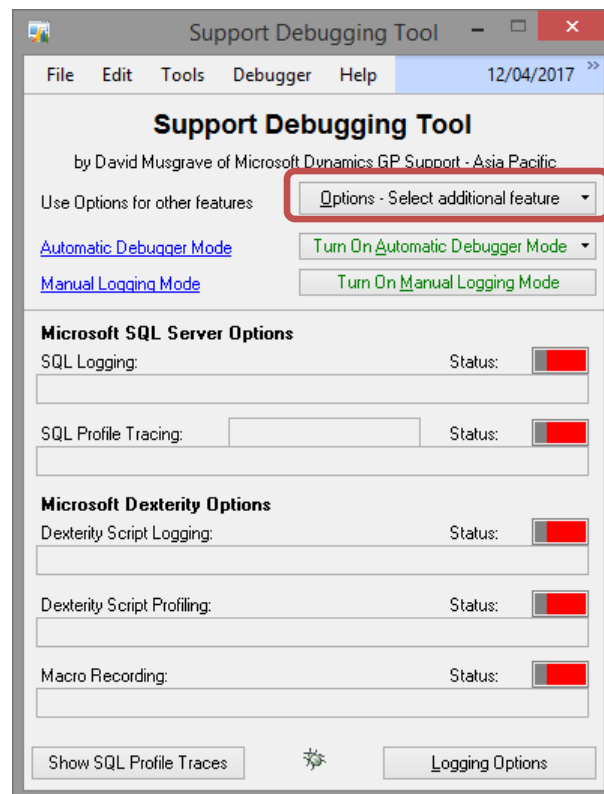 Support Debugging Tool
File Edit Tools Debugger Help 12/04/2017 »
Support Debugging Tool
by David Musgrave of Microsoft Dynamics GP Support - Asia Pacific
Use Options for other features Options - Select additional feature
Automatic Debugger Mode Turn On Automatic Debugger Mode
Manual Logging Mode Turn On Manual Logging Mode
Microsoft SQL Server Options
SQL Logging: Status:
SQL Profile Tracing: Status:
Microsoft Dexterity Options
Dexterity Script Logging: Status:
Dexterity Script Profiling: Status:
Macro Recording: Status:
Show SQL Profile Traces Logging Options